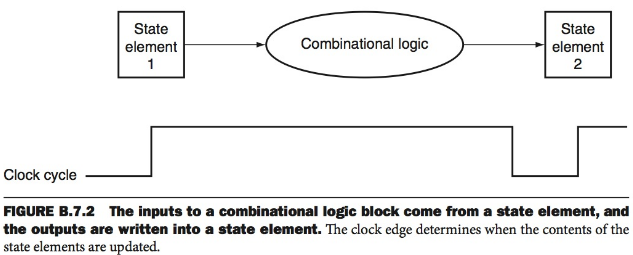 State
element
1
Combinational logic
State
element
2
Clock cycle
FIGURE B.7.2 The inputs to a combinational logic block come from a state element, and
the outputs are written into a state element. The clock edge determines when the contents of the
state elements are updated.